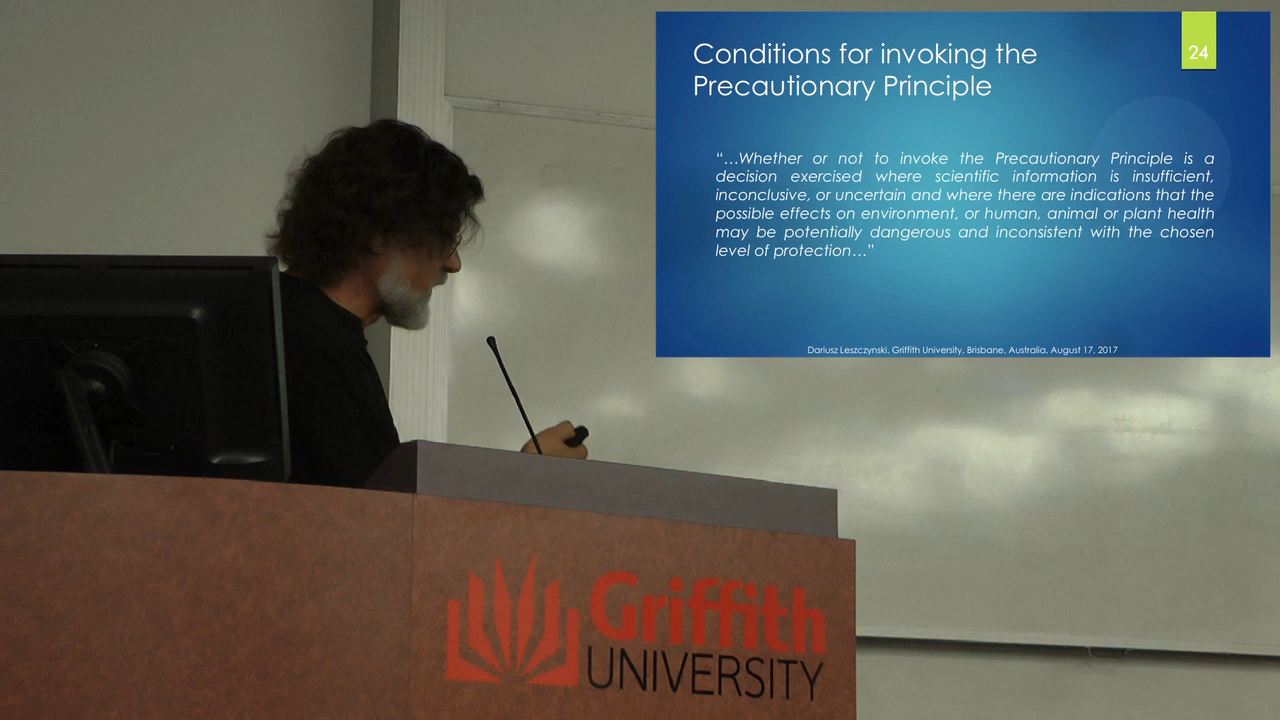 Conditions for invoking the
Precautionary Principle
24
“…Whether or not to invoke the Precautionary Principle is a
decision exercised where scientific information is insufficient,
inconclusive, or uncertain and where there are indications that the
possible effects on environment, or human, animal or plant health
may be potentially dangerous and inconsistent with the chosen
level of protection…”
Dariusz Leszczynski, Griffith University, Brisbane, Australia, August 17, 2017
Griffith
UNIVERSITY